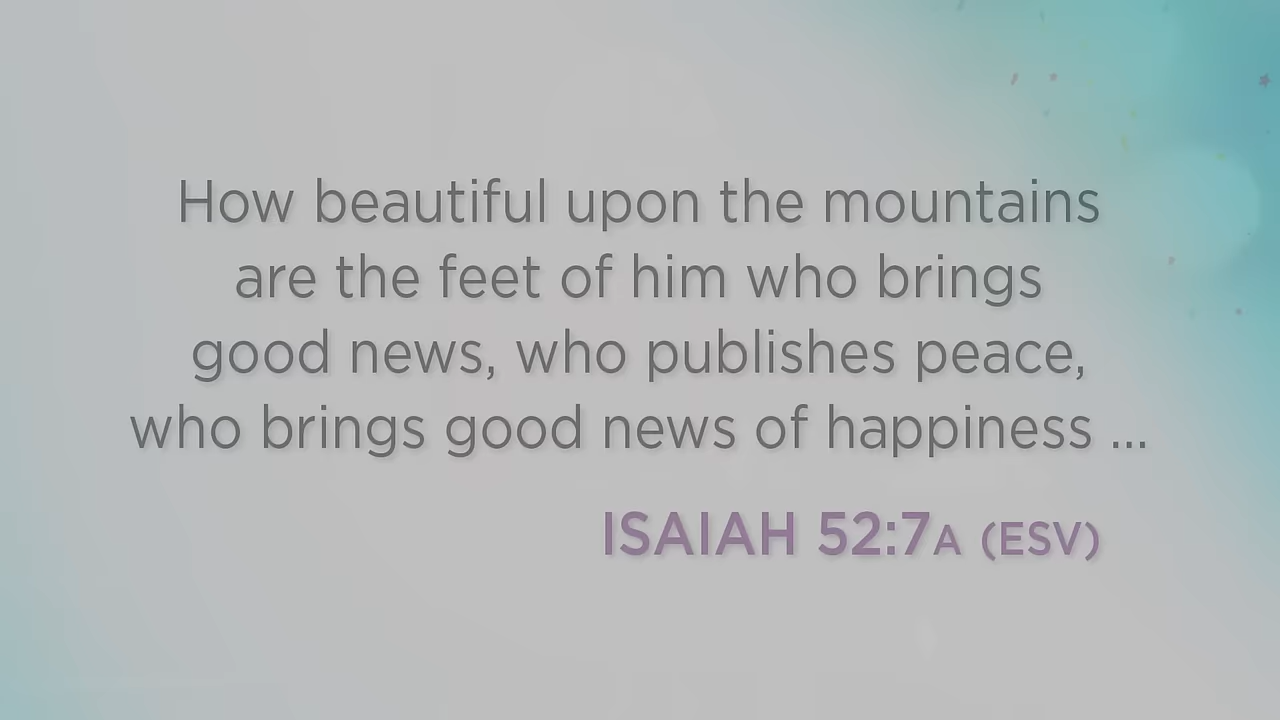 How beautiful upon the mountains
are the feet of him who brings
good news, who publishes peace,
who brings good news of happiness ...
ISAIAH 52:7A (ESV)